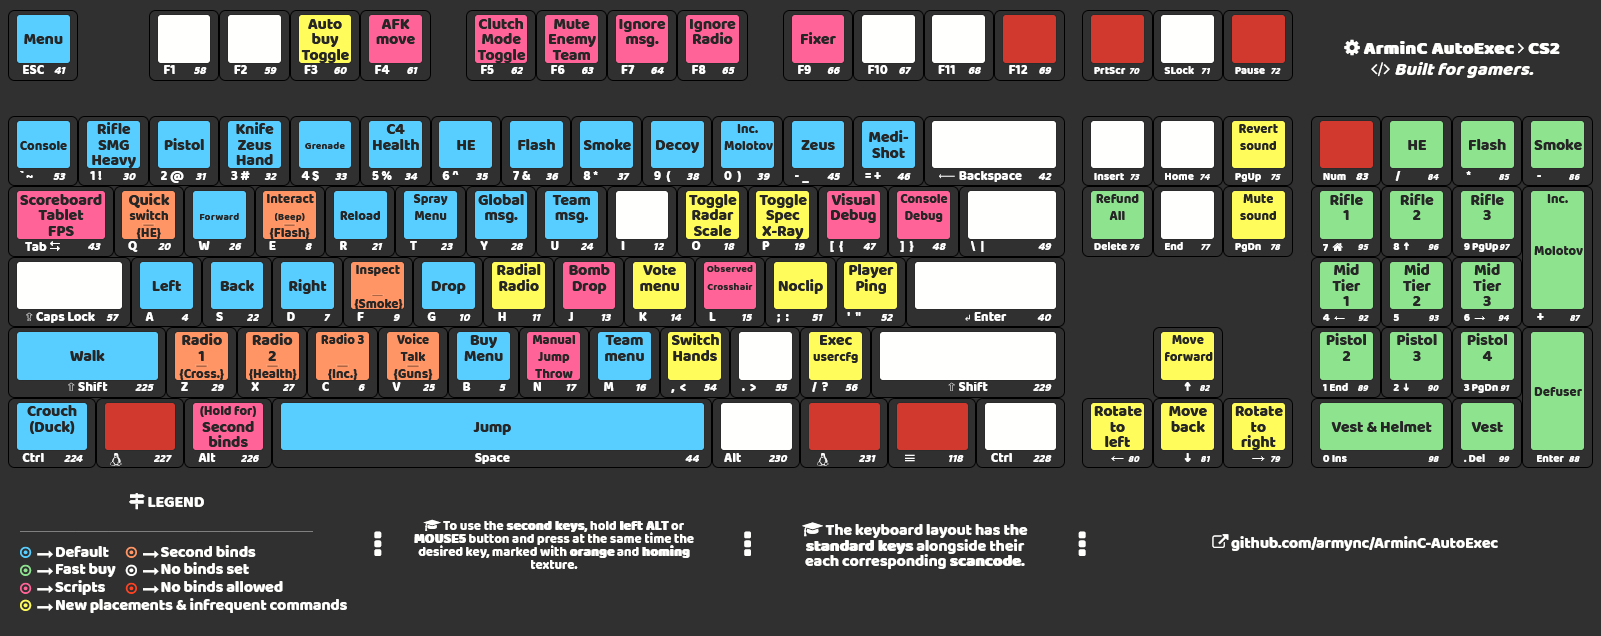 Menu
ESC 41
F1 58
F2 59
Auto
buy
Toggle
F3 60
AFK
move
F4 61
Clutch
Mode
Toggle
F5 62
Mute
Enemy
Team
F6 63
Ignore
msg.
F7 64
Ignore
Radio
F8 65
Fixer
F9 66
F10 67
F11 68
F12 69
PrtScr 70
SLock 71
Pause 72
ArminC AutoExec > CS2
</> Built for gamers.
Console
` ~ 53
Rifle
SMG
Heavy
1 ! 30
Pistol
2 @ 31
Knife
Zeus
Hand
3 # 32
Grenade
4 $ 33
C4
Health
5 % 34
HE
6 ^ 35
Flash
7 & 36
Smoke
8 * 37
Decoy
9 ( 38
Inc.
Molotov
0 ) 39
Zeus
- _ 45
Medi-
Shot
= + 46
⟵ Backspace 42
Insert 73
Home 74
Revert
sound
PgUp 75
Num 83
HE
/ 84
Flash
* 85
Smoke
- 86
Scoreboard
Tablet
FPS
Tab ⇆ 43
Quick
switch
—
{HE}
Q 20
Forward
W 26
Interact
(Beep)
—
{Flash}
E 8
Reload
R 21
Spray
Menu
T 23
Global
msg.
Y 28
Team
msg.
U 24
I 12
Toggle
Radar
Scale
O 18
Toggle
Spec
X-Ray
P 19
Visual
Debug
[ { 47
Console
Debug
] } 48
\ | 49
Refund
All
Delete 76
End 77
Mute
sound
PgDn 78
Rifle
1
7 95
Rifle
2
8 ↑ 96
Rifle
3
9 PgUp 97
Inc.
Molotov
+ 87
⇧ Caps Lock 57
Left
A 4
Back
S 22
Right
D 7
Inspect
—
{Smoke}
F 9
Drop
G 10
Radial
Radio
H 11
Bomb
Drop
J 13
Vote
menu
K 14
Observed
Crosshair
L 15
Noclip
; : 51
Player
Ping
' " 52
↲ Enter 40
Mid
Tier
1
4 ← 92
Mid
Tier
2
5 93
Mid
Tier
3
6 → 94
Walk
⇧ Shift 225
Radio
1
—
{Cross.}
Z 29
Radio
2
—
{Health}
X 27
Radio 3
—
{Inc.}
C 6
Voice
Talk
—
{Guns}
V 25
Buy
Menu
B 5
Manual
Jump
Throw
N 17
Team
menu
M 16
Switch
Hands
, < 54
. > 55
Exec
usercfg
/ ? 56
⇧ Shift 229
Move
forward
↑ 82
Pistol
2
1 End 89
Pistol
3
2 ↓ 90
Pistol
4
3 PgDn 91
Defuser
Enter 88
Crouch
(Duck)
Ctrl 224
227
(Hold for)
Second
binds
Alt 226
Jump
Space 44
Alt 230
231
≡ 118
Ctrl 228
Rotate
to
left
← 80
Move
back
↓ 81
Rotate
to
right
→ 79
Vest & Helmet
0 Ins 98
Vest
. Del 99
LEGEND
→ Default
→ Second binds
→ Fast buy
→ No binds set
→ Scripts
→ No binds allowed
→ New placements & infrequent commands
To use the second keys, hold left ALT or
MOUSE5 button and press at the same time the
desired key, marked with orange and homing
texture.
The keyboard layout has the
standard keys alongside their
each corresponding scancode.
github.com/armync/ArminC-AutoExec